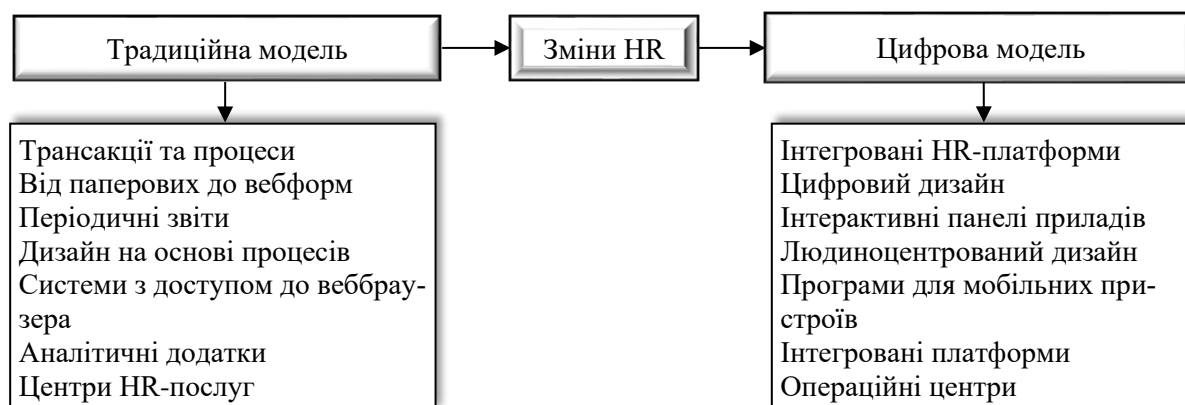 Традиційна модель
Зміни HR
Цифрова модель
Трансакції та процеси
Від паперових до вебформ
Періодичні звіти
Дизайн на основі процесів
Системи з доступом до веббрау-
зера
Аналітичні додатки
Центри HR-послуг
Інтегровані HR-платформи
Цифровий дизайн
Інтерактивні панелі приладів
Людиноцентрований дизайн
Програми для мобільних при-
строїв
Інтегровані платформи
Операційні центри